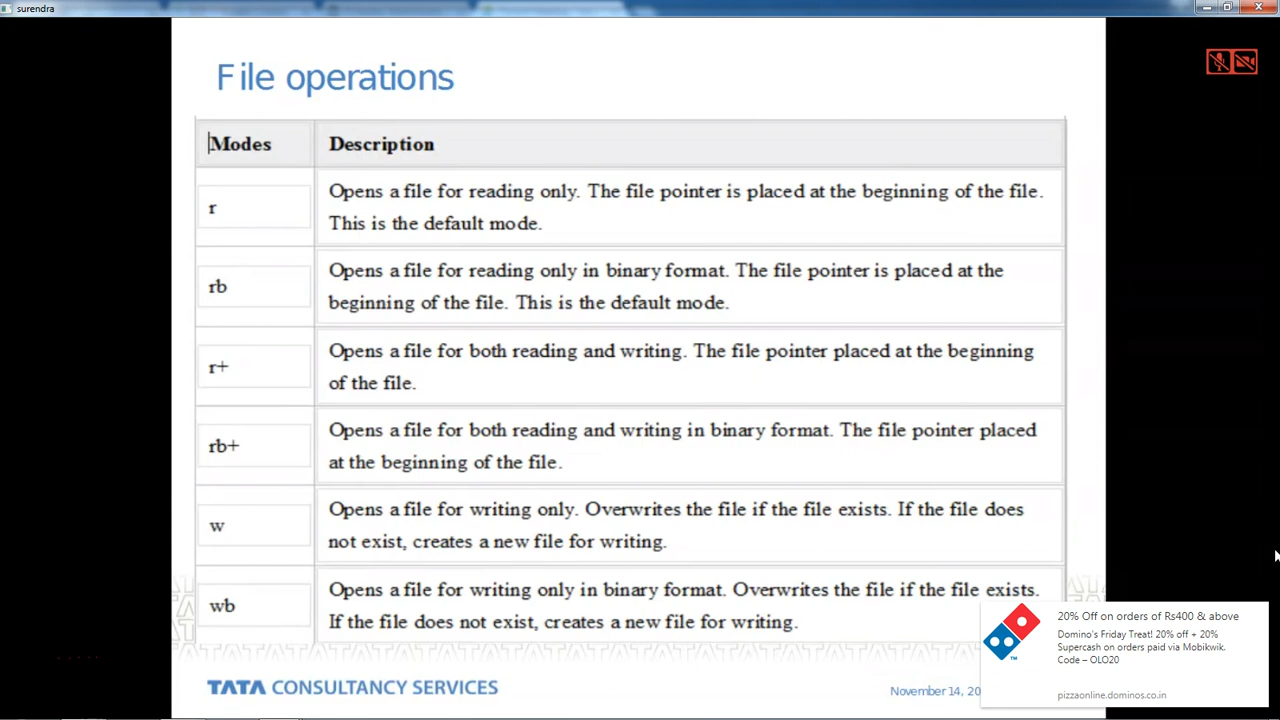 surendra
File operations
Modes
Description
r
Opens a file for reading only. The file pointer is placed at the beginning of the file.
This is the default mode.
rb
Opens a file for reading only in binary format. The file pointer is placed at the
beginning of the file. This is the default mode.
r+
Opens a file for both reading and writing. The file pointer placed at the beginning
of the file.
rb+
Opens a file for both reading and writing in binary format. The file pointer placed
at the beginning of the file.
w
Opens a file for writing only. Overwrites the file if the file exists. If the file does
not exist, creates a new file for writing.
wb
Opens a file for writing only in binary format. Overwrites the file if the file exists.
If the file does not exist, creates a new file for writing.
20% Off on orders of Rs400 & above
Domino's Friday Treat! 20% off + 20%
Supercash on orders paid via Mobikwik.
Code – OLO20
pizzaonline.dominos.co.in
TATA CONSULTANCY SERVICES
November 14, 20